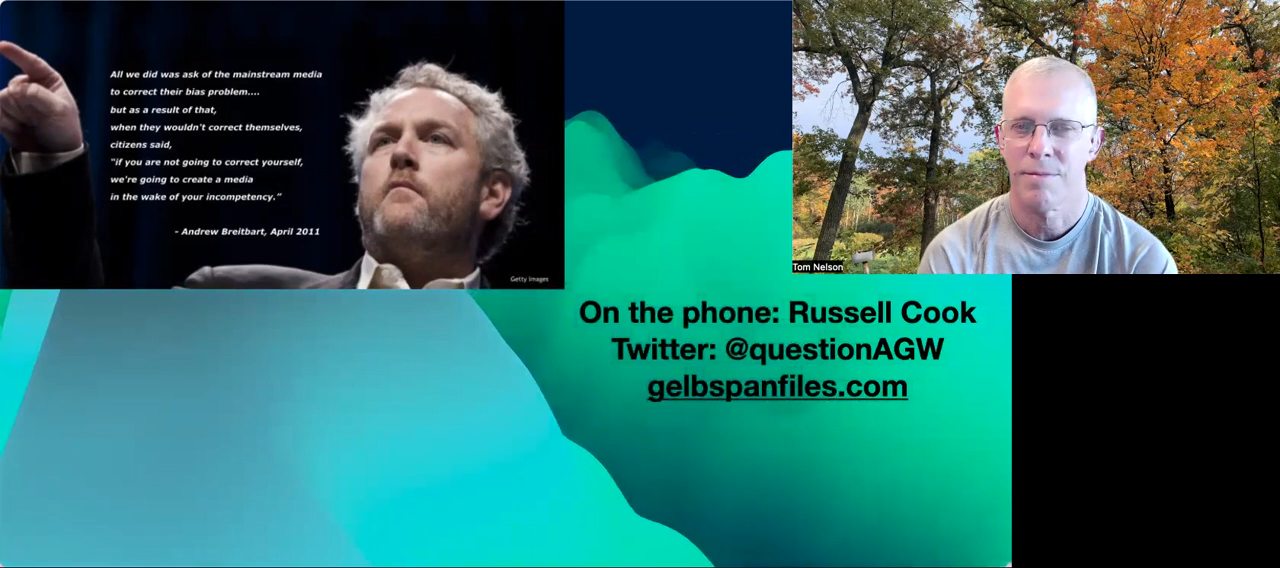 All we did was ask of the mainstream media
to correct their bias problem....
but as a result of that,
when they wouldn't correct themselves,
citizens said,
"if you are not going to correct yourself,
we're going to create a media
in the wake of your incompetency."
- Andrew Breitbart, April 2011
Getty Images
Tom Nelson
On the phone: Russell Cook
Twitter: @questionAGW
gelbspanfiles.com